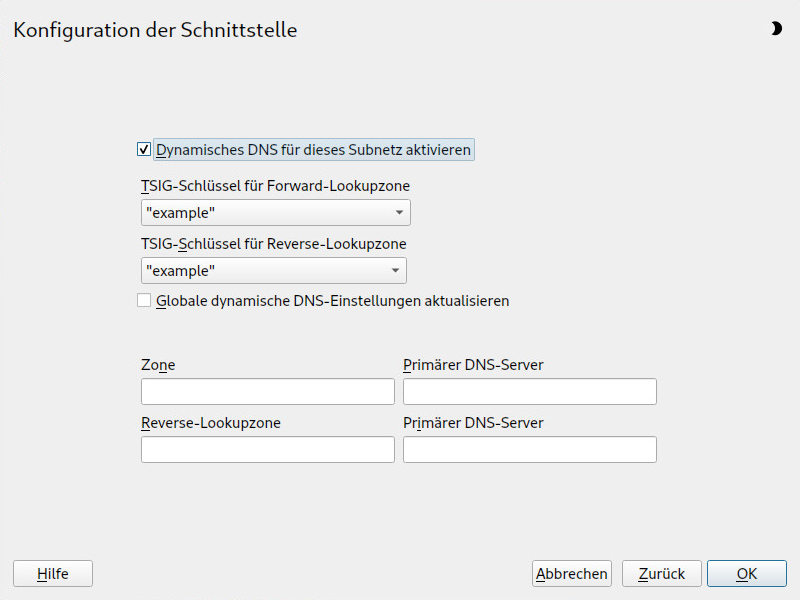 Konfiguration der Schnittstelle
Dynamisches DNS für dieses Subnetz aktivieren
TSIG-Schlüssel für Forward-Lookupzone
"example"
TSIG-Schlüssel für Reverse-Lookupzone
"example"
Globale dynamische DNS-Einstellungen aktualisieren
Zone Primärer DNS-Server
Reverse-Lookupzone Primärer DNS-Server
Hilfe Abbrechen Zurück OK